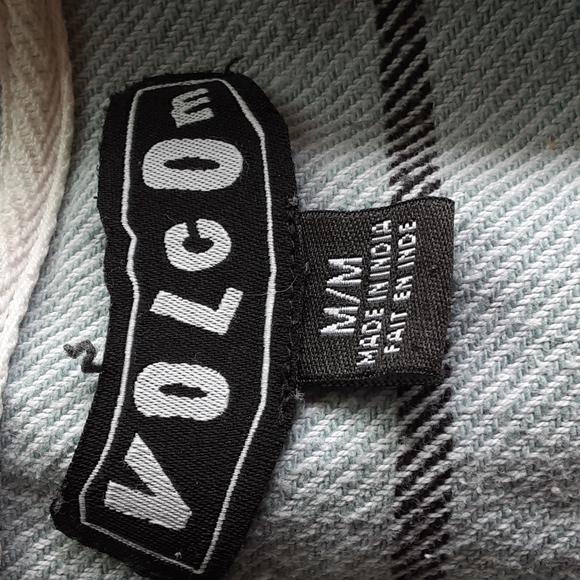 VOLCOm
M/M
MADE IN INDIA
FAIT EN INDE